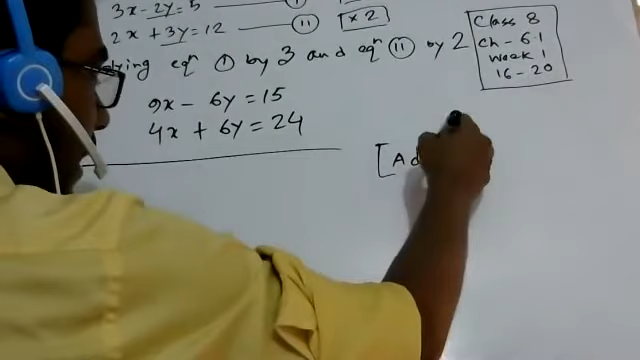 3x - 2y = 5 (i)
2x + 3y = 12 (ii) × 2
lying eqn (i) by 3 and eqn (ii) by 2
9x - 6y = 15
4x + 6y = 24
[Ad
Class 8
Ch - 6.1
Week 1
16 - 20